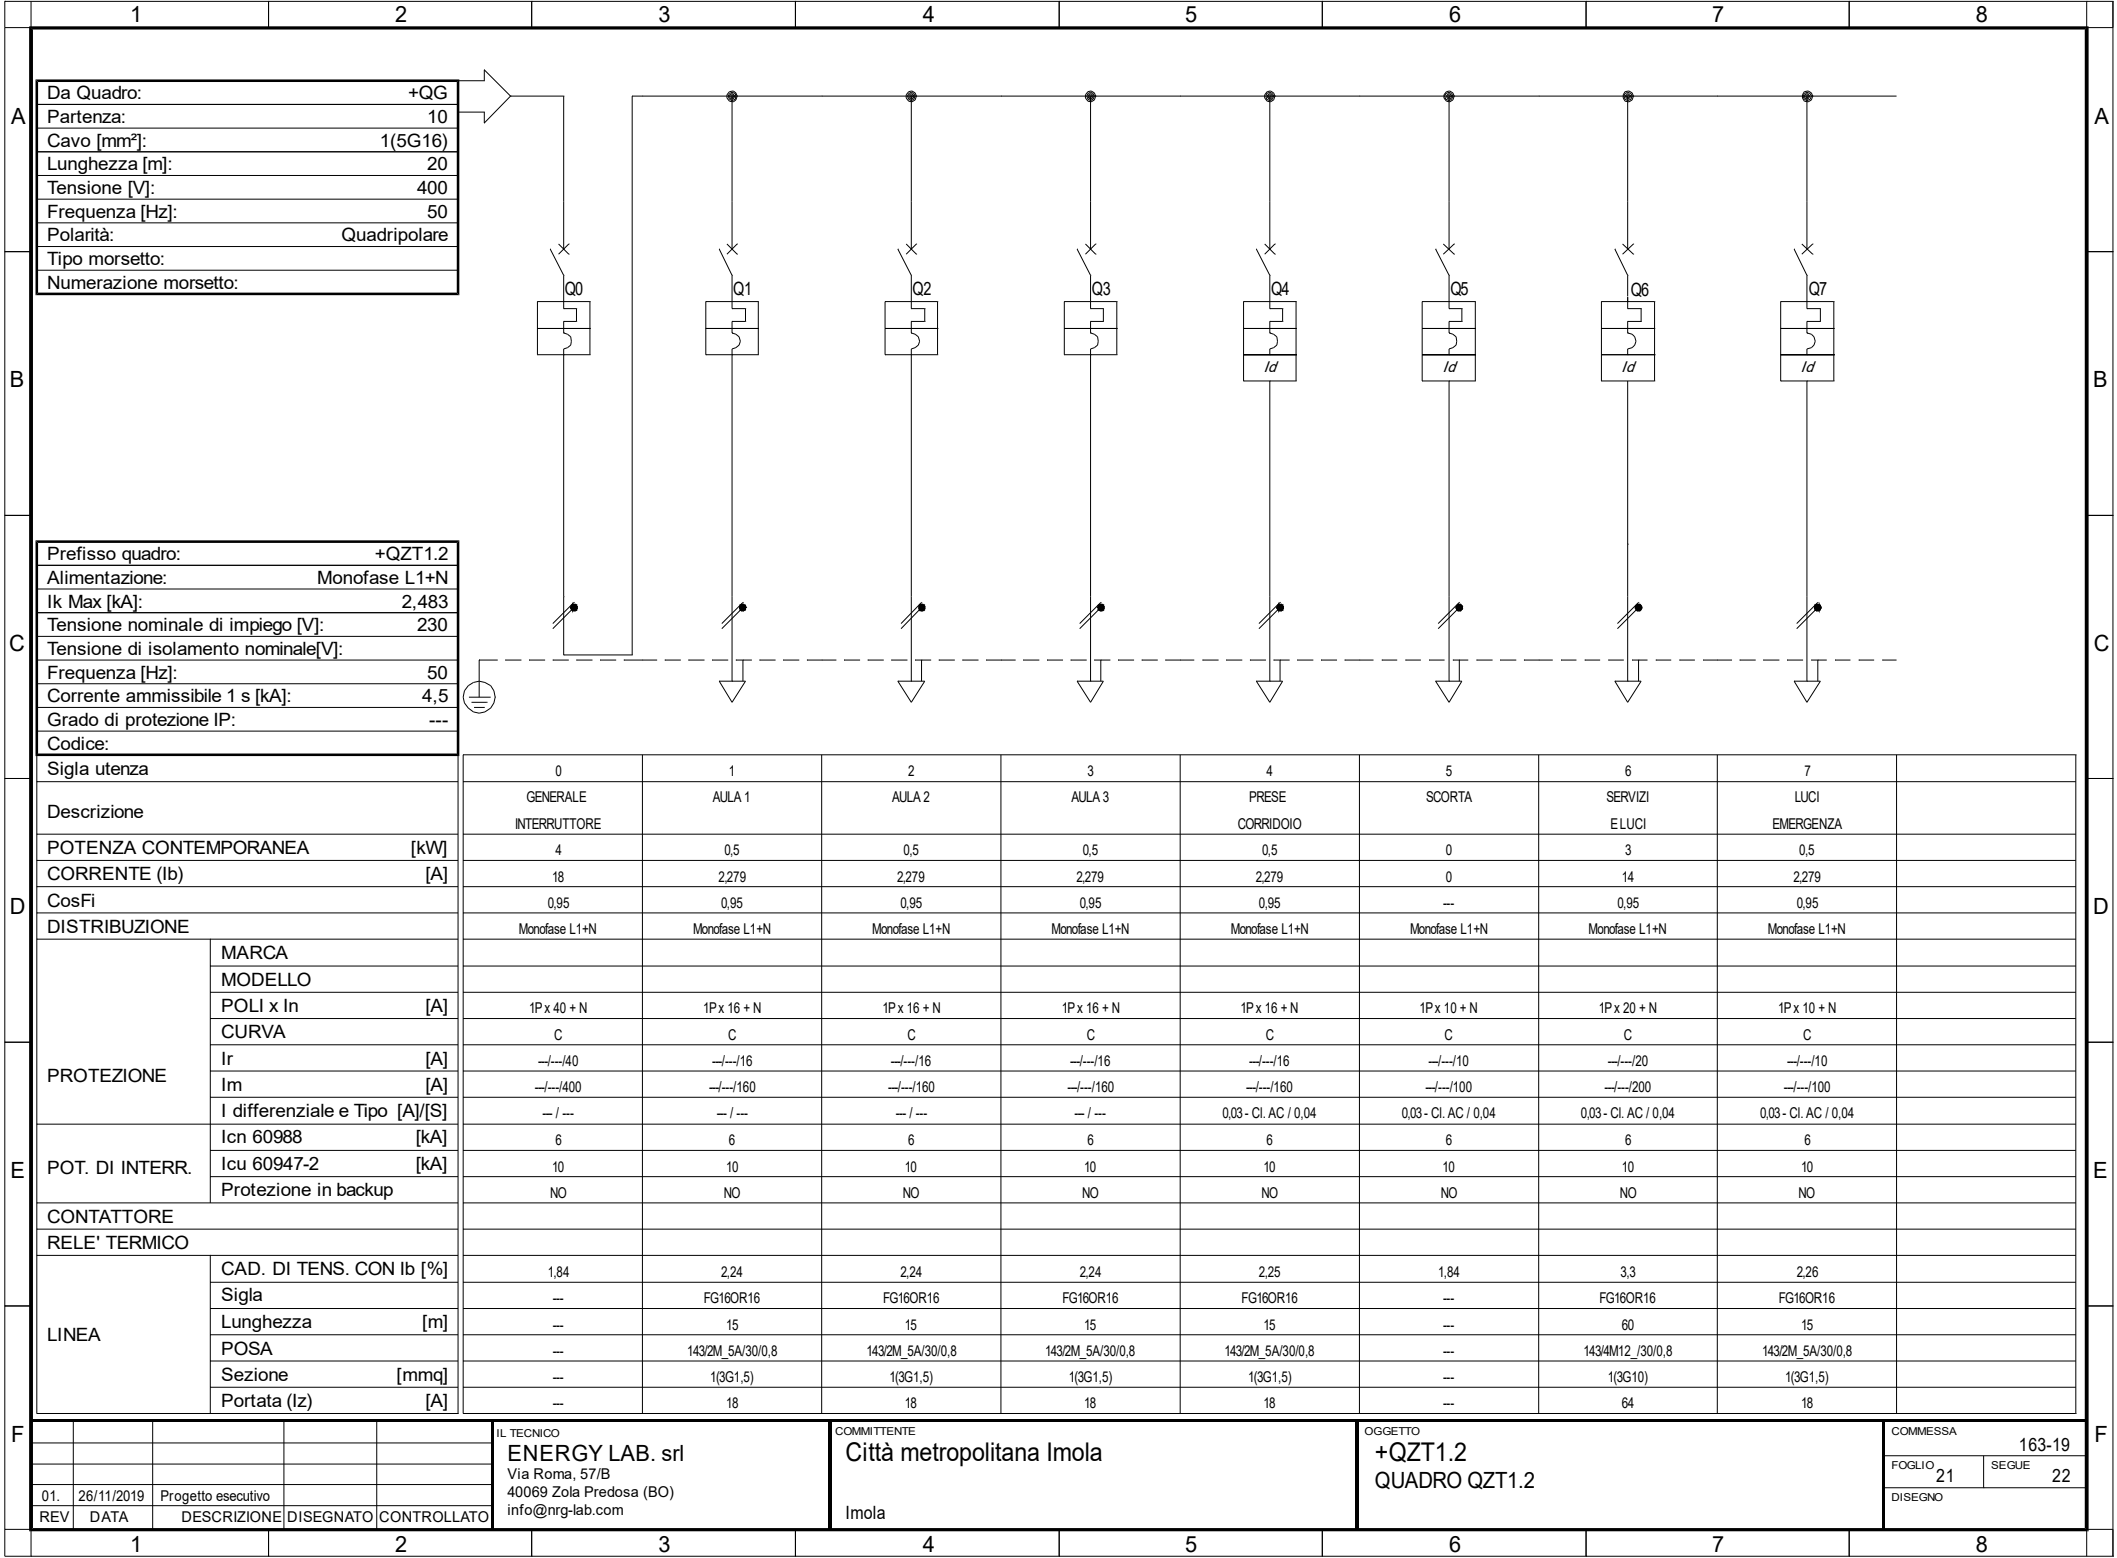 1 2 3 4 5 6 7 8
A A
Da Quadro: +QG
Partenza: 10
Cavo [mm²]: 1(5G16)
Lunghezza [m]: 20
Tensione [V]: 400
Frequenza [Hz]: 50
Polarità: Quadripolare
Tipo morsetto:
Numerazione morsetto:
Q0 Q1 Q2 Q3 Q4 Q5 Q6 Q7
Id Id Id Id
B B
Prefisso quadro: +QZT1.2
Alimentazione: Monofase L1+N
Ik Max [kA]: 2,483
Tensione nominale di impiego [V]: 230
Tensione di isolamento nominale[V]:
Frequenza [Hz]: 50
Corrente ammissibile 1 s [kA]: 4,5
Grado di protezione IP: ---
Codice:
C C
Sigla utenza 0 1 2 3 4 5 6 7
Descrizione GENERALE AULA 1 AULA 2 AULA 3 PRESE SCORTA SERVIZI LUCI
INTERRUTTORE CORRIDOIO E LUCI EMERGENZA
POTENZA CONTEMPORANEA [kW] 4 0,5 0,5 0,5 0,5 0 3 0,5
CORRENTE (Ib) [A] 18 2,279 2,279 2,279 2,279 0 14 2,279
CosFi 0,95 0,95 0,95 0,95 0,95 --- 0,95 0,95
D D
DISTRIBUZIONE Monofase L1+N Monofase L1+N Monofase L1+N Monofase L1+N Monofase L1+N Monofase L1+N Monofase L1+N Monofase L1+N
PROTEZIONE
MARCA
MODELLO
POLI x In [A] 1P x 40 + N 1P x 16 + N 1P x 16 + N 1P x 16 + N 1P x 16 + N 1P x 10 + N 1P x 20 + N 1P x 10 + N
CURVA C C C C C C C C
Ir [A] ---/---/40 ---/---/16 ---/---/16 ---/---/16 ---/---/16 ---/---/10 ---/---/20 ---/---/10
Im [A] ---/---/400 ---/---/160 ---/---/160 ---/---/160 ---/---/160 ---/---/100 ---/---/200 ---/---/100
I differenziale e Tipo [A]/[S] --- / --- --- / --- --- / --- --- / --- 0,03 - Cl. AC / 0,04 0,03 - Cl. AC / 0,04 0,03 - Cl. AC / 0,04 0,03 - Cl. AC / 0,04
POT. DI INTERR.
Icn 60988 [kA] 6 6 6 6 6 6 6 6
Icu 60947-2 [kA] 10 10 10 10 10 10 10 10
Protezione in backup NO NO NO NO NO NO NO NO
E E
CONTATTORE
RELE' TERMICO
LINEA
CAD. DI TENS. CON Ib [%] 1,84 2,24 2,24 2,24 2,25 1,84 3,3 2,26
Sigla --- FG16OR16 FG16OR16 FG16OR16 FG16OR16 --- FG16OR16 FG16OR16
Lunghezza [m] --- 15 15 15 15 --- 60 15
POSA --- 143/2M_5A/30/0,8 143/2M_5A/30/0,8 143/2M_5A/30/0,8 143/2M_5A/30/0,8 --- 143/4M12_/30/0,8 143/2M_5A/30/0,8
Sezione [mmq] --- 1(3G1,5) 1(3G1,5) 1(3G1,5) 1(3G1,5) --- 1(3G10) 1(3G1,5)
Portata (Iz) [A] --- 18 18 18 18 --- 64 18
F F
01. 26/11/2019 Progetto esecutivo
REV DATA DESCRIZIONE DISEGNATO CONTROLLATO
IL TECNICO
ENERGY LAB. srl
Via Roma, 57/B
40069 Zola Predosa (BO)
info@nrg-lab.com
COMMITTENTE
Città metropolitana Imola
Imola
OGGETTO
+QZT1.2
QUADRO QZT1.2
COMMESSA
163-19
FOGLIO 21 SEGUE 22
DISEGNO
1 2 3 4 5 6 7 8